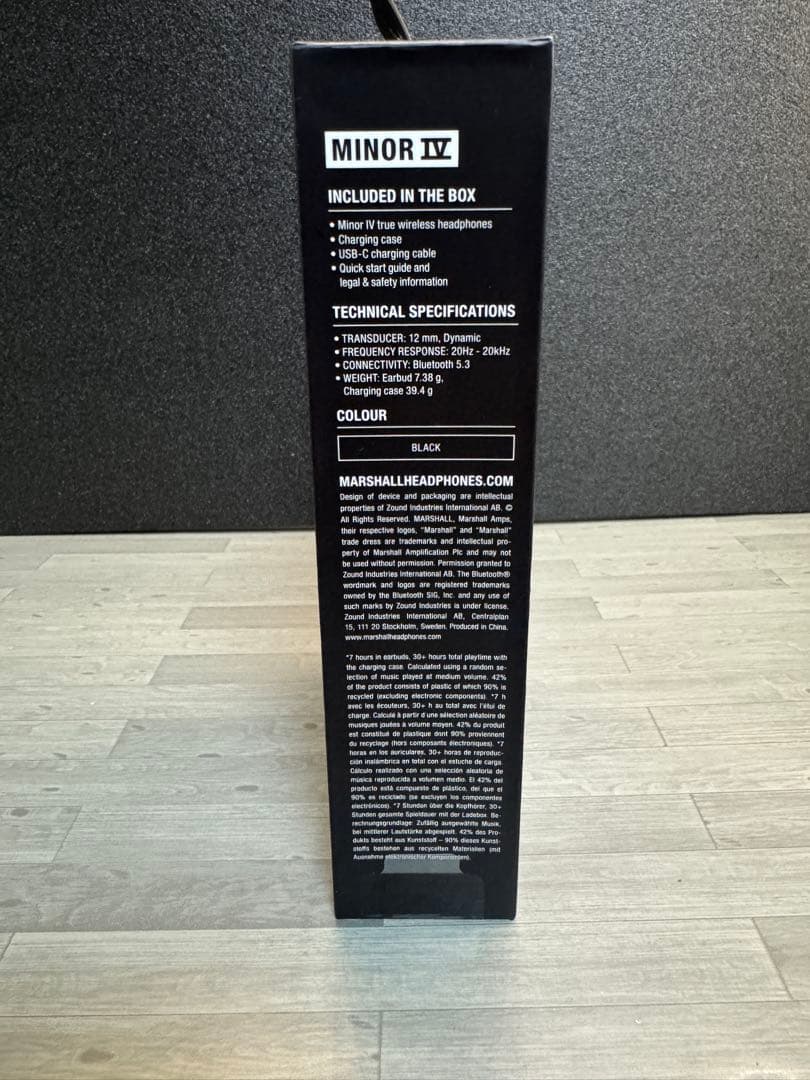 MINOR IV
INCLUDED IN THE BOX
• Minor IV true wireless headphones
• Charging case
• USB-C charging cable
• Quick start guide and
legal & safety information
TECHNICAL SPECIFICATIONS
• TRANSDUCER: 12 mm, Dynamic
• FREQUENCY RESPONSE: 20Hz - 20kHz
• CONNECTIVITY: Bluetooth 5.3
• WEIGHT: Earbud 7.38 g,
Charging case 39.4 g
COLOUR
BLACK
MARSHALLHEADPHONES.COM
Design of device and packaging are intellectual
properties of Zound Industries International AB. ©
All Rights Reserved. MARSHALL, Marshall Amps,
their respective logos, "Marshall" and "Marshall"
trade dress are trademarks and intellectual pro-
perty of Marshall Amplification Plc and may not
be used without permission. Permission granted to
Zound Industries International AB. The Bluetooth®
wordmark and logos are registered trademarks
owned by the Bluetooth SIG, Inc. and any use of
such marks by Zound Industries is under license.
Zound Industries International AB, Centralplan
15, 111 20 Stockholm, Sweden. Produced in China.
www.marshallheadphones.com
*7 hours in earbuds, 30+ hours total playtime with
the charging case. Calculated using a random se-
lection of music played at medium volume. 42%
of the product consists of plastic of which 90% is
recycled (excluding electronic components). *7 h
avec les écouteurs, 30+ h au total avec l'étui de
charge. Calculé à partir d'une sélection aléatoire de
musiques jouées à volume moyen. 42% du produit
est constitué de plastique dont 90% proviennent
du recyclage (hors composants électroniques). *7
horas en los auriculares, 30+ horas de reproduc-
ción inalámbrica en total con el estuche de carga.
Cálculo realizado con una selección aleatoria de
música reproducida a volumen medio. El 42% del
producto está compuesto de plástico, del que el
90% es reciclado (se excluyen los componentes
electrónicos). *7 Stunden über die Kopfhörer, 30+
Stunden gesamte Spieldauer mit der Ladebox. Be-
rechnungsgrundlage: Zufällig ausgewählte Musik,
bei mittlerer Lautstärke abgespielt. 42% des Pro-
dukts besteht aus Kunststoff – 90% dieses Kunst-
stoffs bestehen aus recycelten Materialien (mit
Ausnahme elektronischer Komponenten).